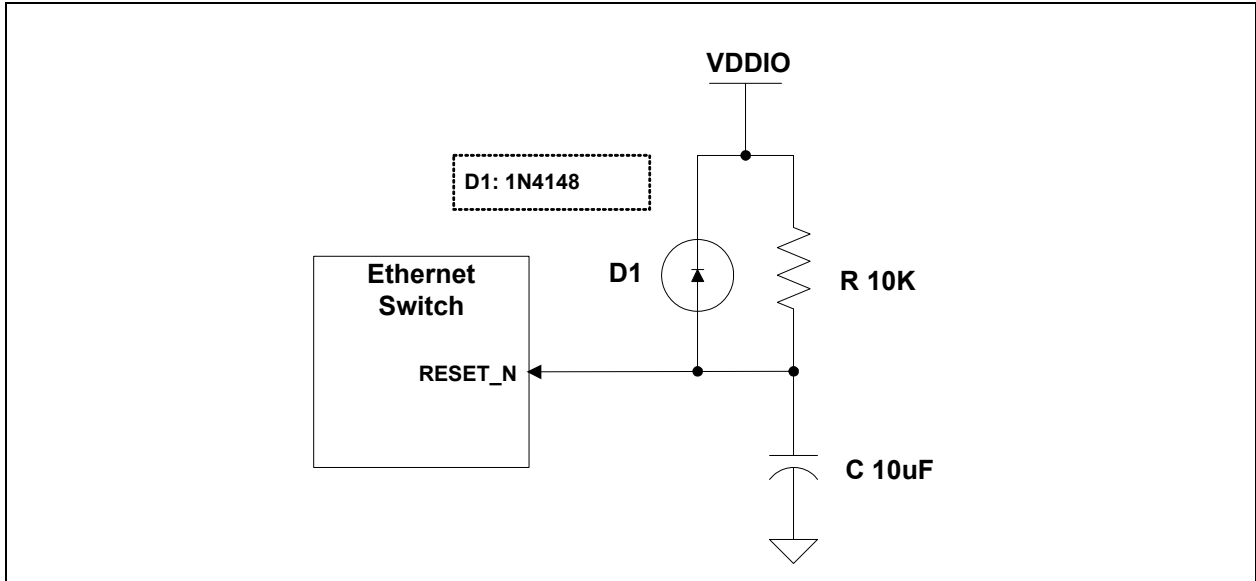 VDDIO
D1: 1N4148
D1
R 10K
Ethernet
Switch
RESET_N
C 10uF